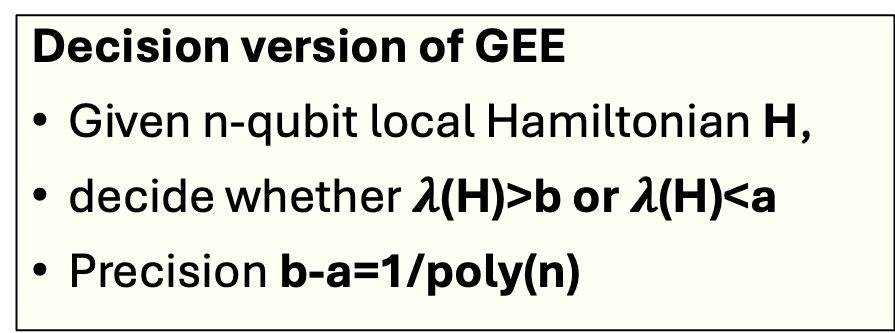 Decision version of GEE
• Given n-qubit local Hamiltonian H,
• decide whether λ(H)>b or λ(H)<a
• Precision b-a=1/poly(n)